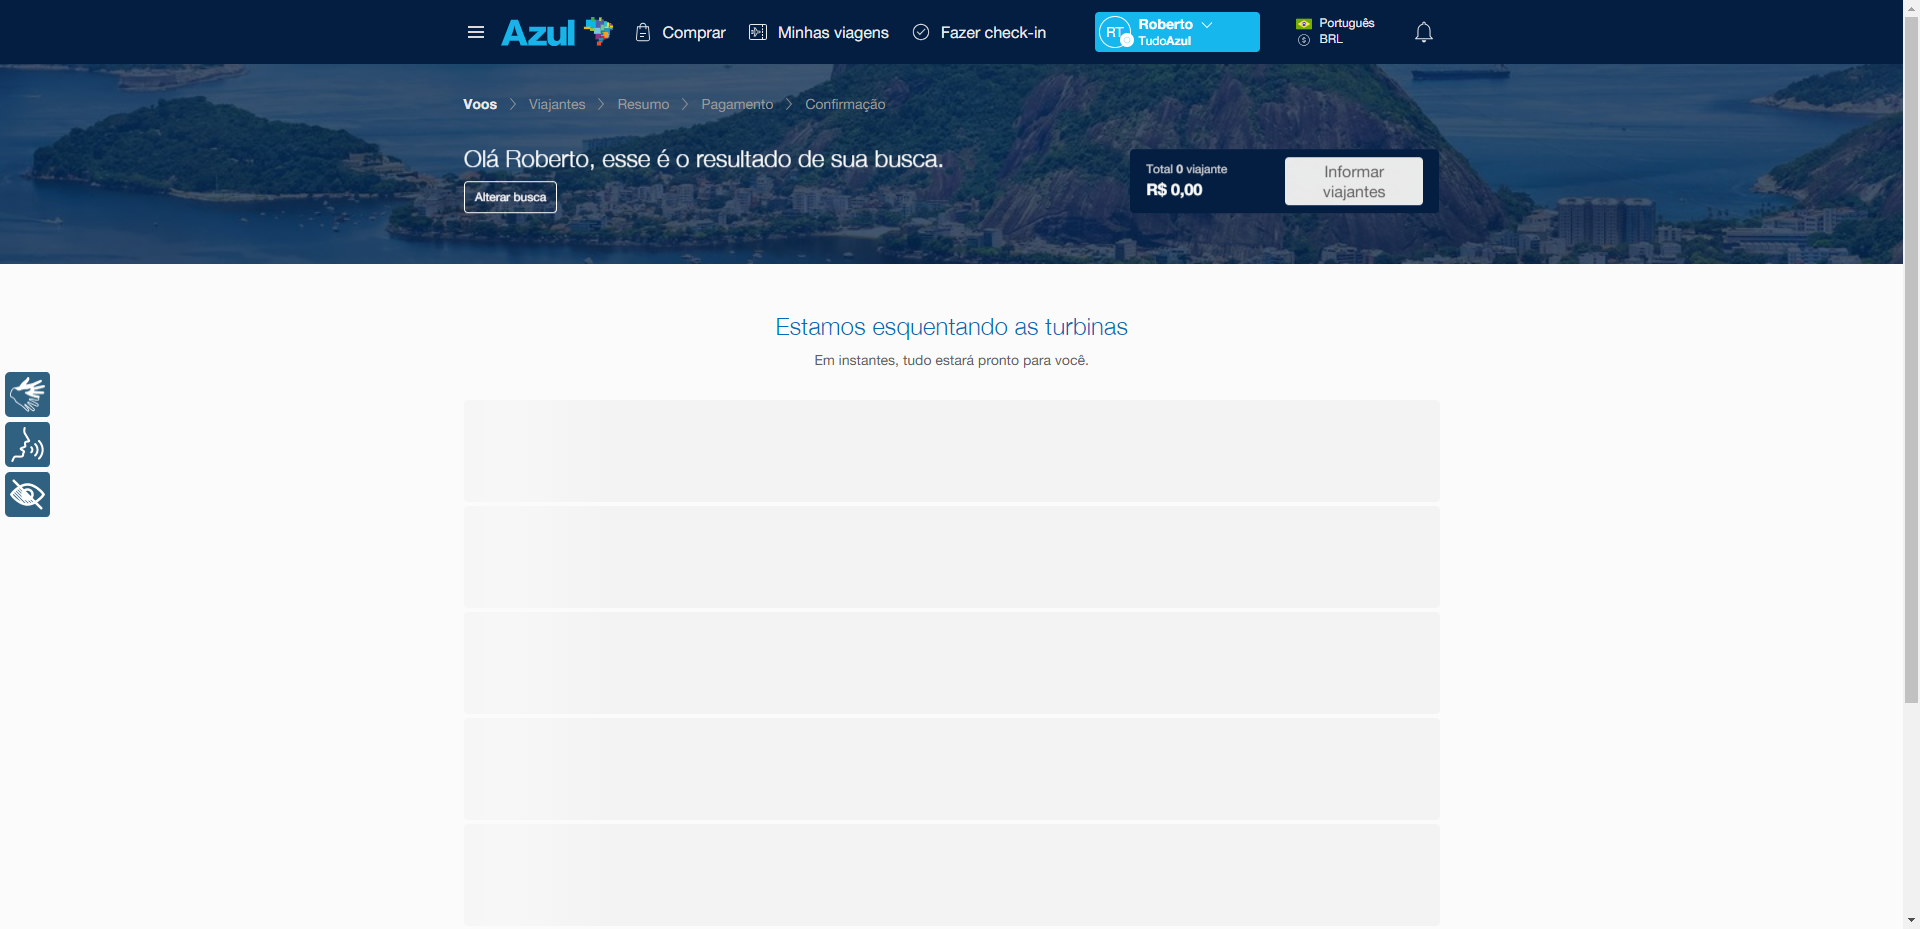 Azul
Comprar
Minhas viagens
Fazer check-in
RT
Roberto
TudoAzul
Português
BRL
Voos
Viajantes
Resumo
Pagamento
Confirmação
Olá Roberto, esse é o resultado de sua busca.
Alterar busca
Total 0 viajante
R$ 0,00
Informar
viajantes
Estamos esquentando as turbinas
Em instantes, tudo estará pronto para você.